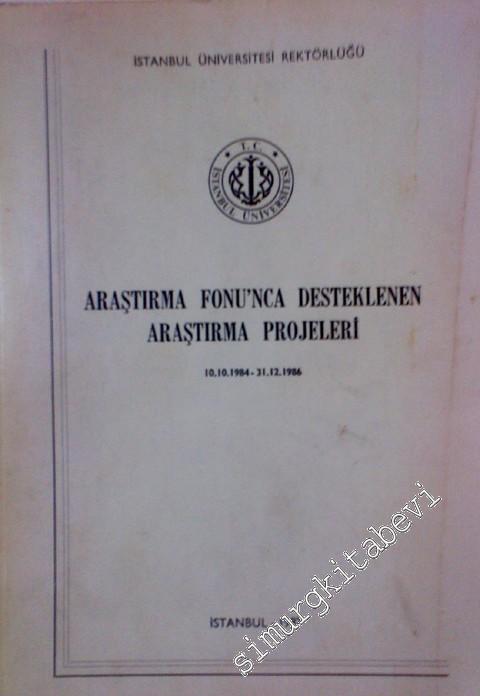 İSTANBUL ÜNİVERSİTESİ REKTÖRLÜĞÜ
T. C.
İSTANBUL ÜNİVERSİTESİ
ARAŞTIRMA FONU'NCA DESTEKLENEN
ARAŞTIRMA PROJELERİ
10.10.1984 - 31.12.1986
İSTANBUL
simurgkitabevi